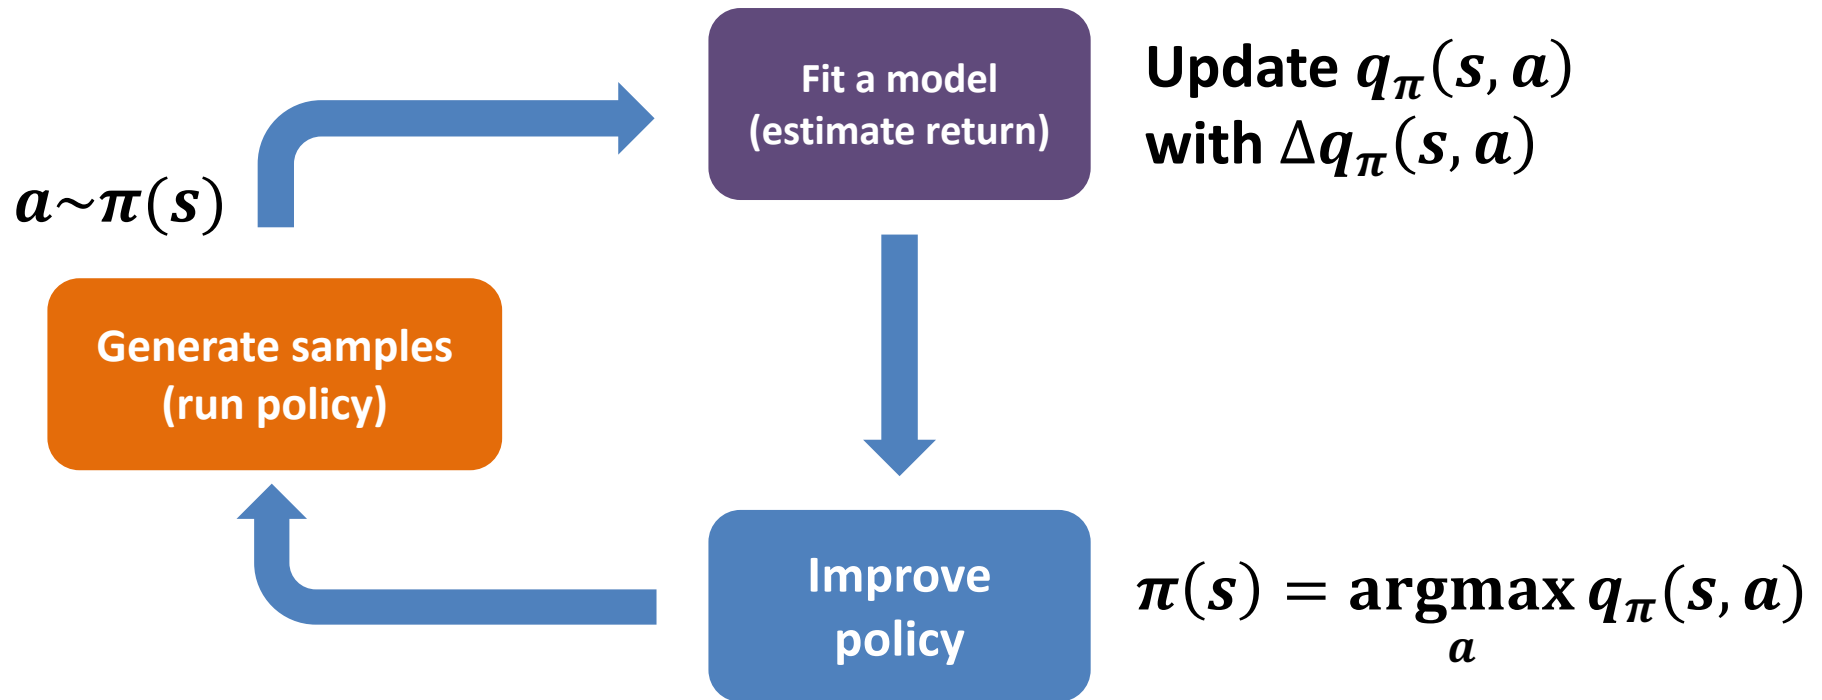 Fit a model
(estimate return)
Update qπ(s, a)
with Δqπ(s, a)
a~π(s)
Generate samples
(run policy)
Improve
policy
π(s) = argmax qπ(s, a)
a